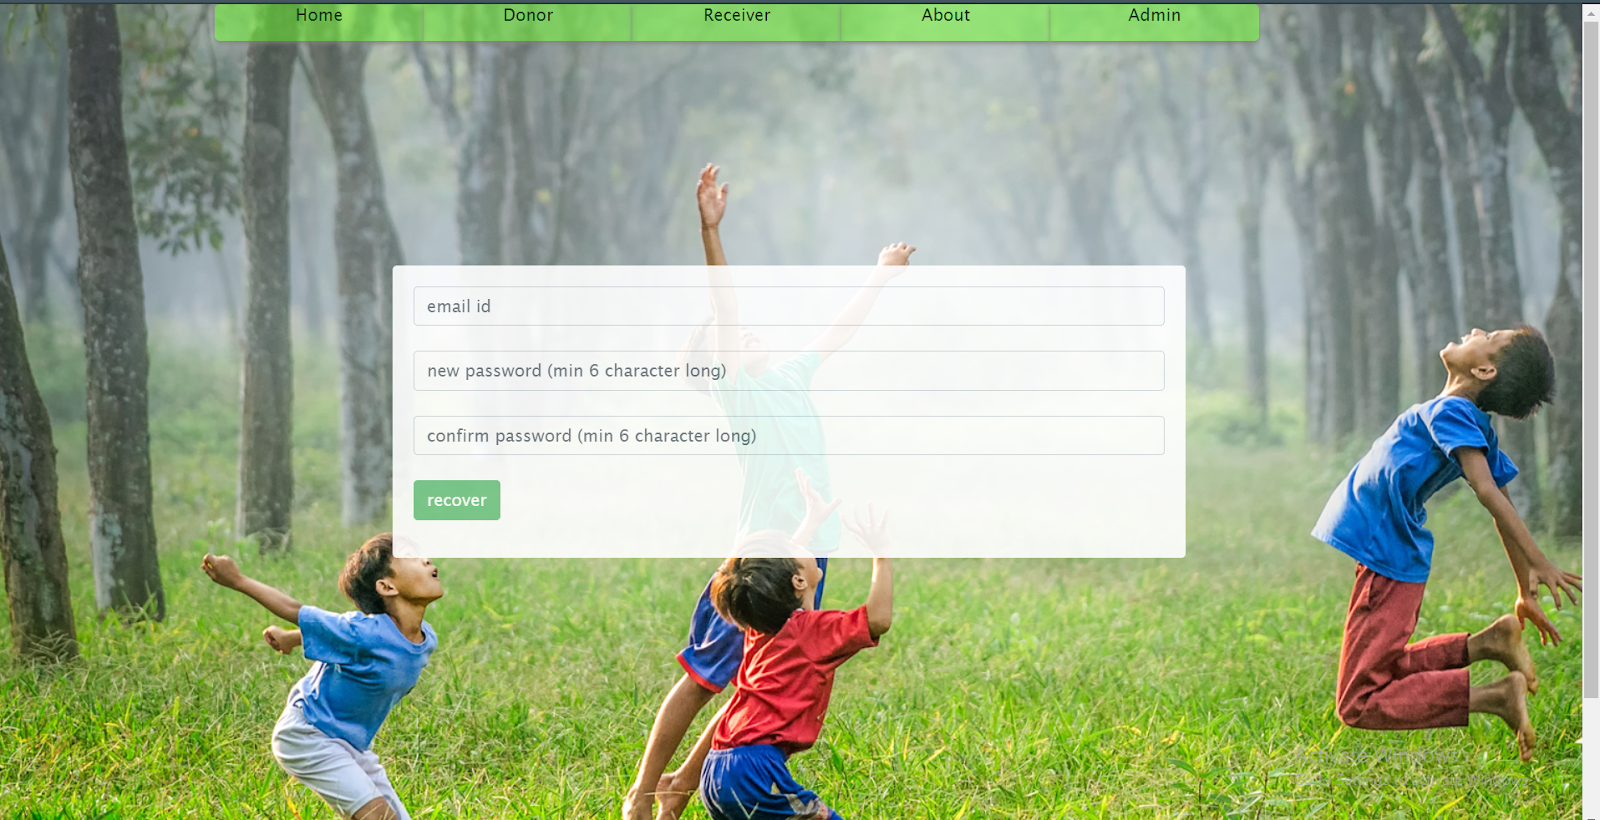 Home Donor Receiver About Admin
email id
new password (min 6 character long)
confirm password (min 6 character long)
recover